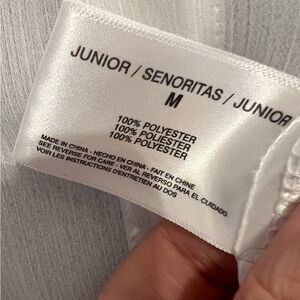 JUNIOR / SENORITAS / JUNIOR
M
100% POLYESTER
100% POLIESTER
100% POLYESTER
MADE IN CHINA - HECHO EN CHINA - FAIT EN CHINE
SEE REVERSE FOR CARE - VER AL REVERSO PARA EL CUIDADO
VOIR LES INSTRUCTIONS D'ENTRETIEN AU DOS